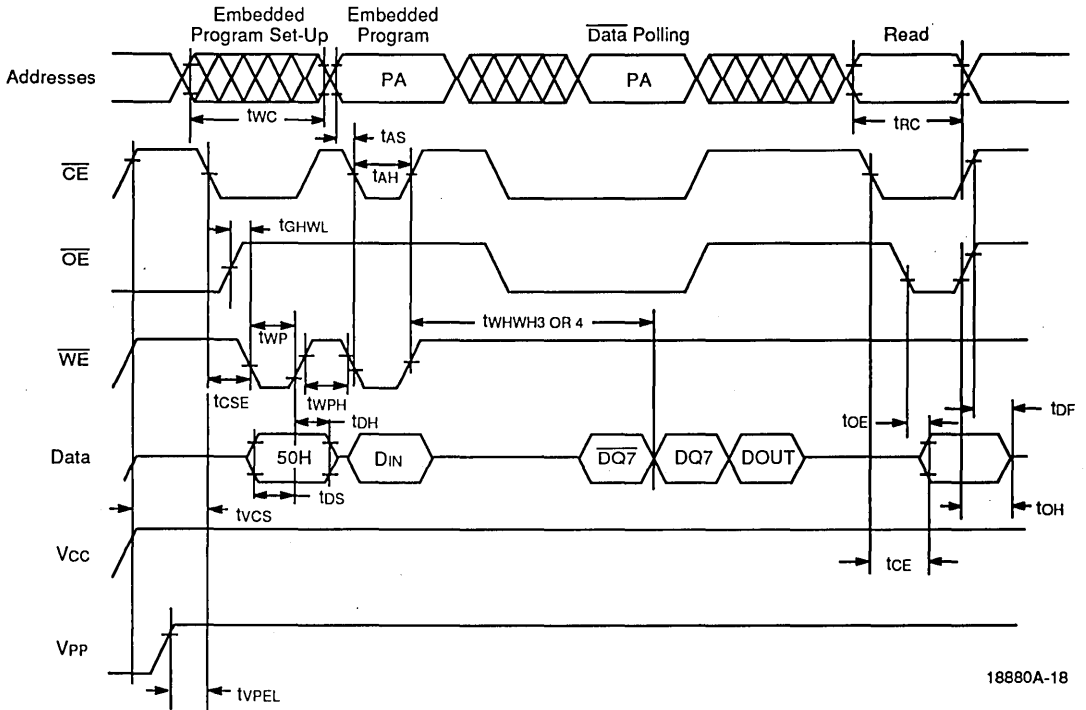 Embedded
Program Set-Up
Embedded
Program
Data Polling
Read
Addresses
PA
PA
tWC
tRC
tAS
CE
tAH
tGHWL
OE
tWP
tWHWH3 OR 4
WE
tCSE
tWPH
tDH
tOE
tDF
Data
50H
DIN
DQ7
DQ7
DOUT
tDS
tVCS
tOH
VCC
tCE
VPP
tVPEL
18880A-18